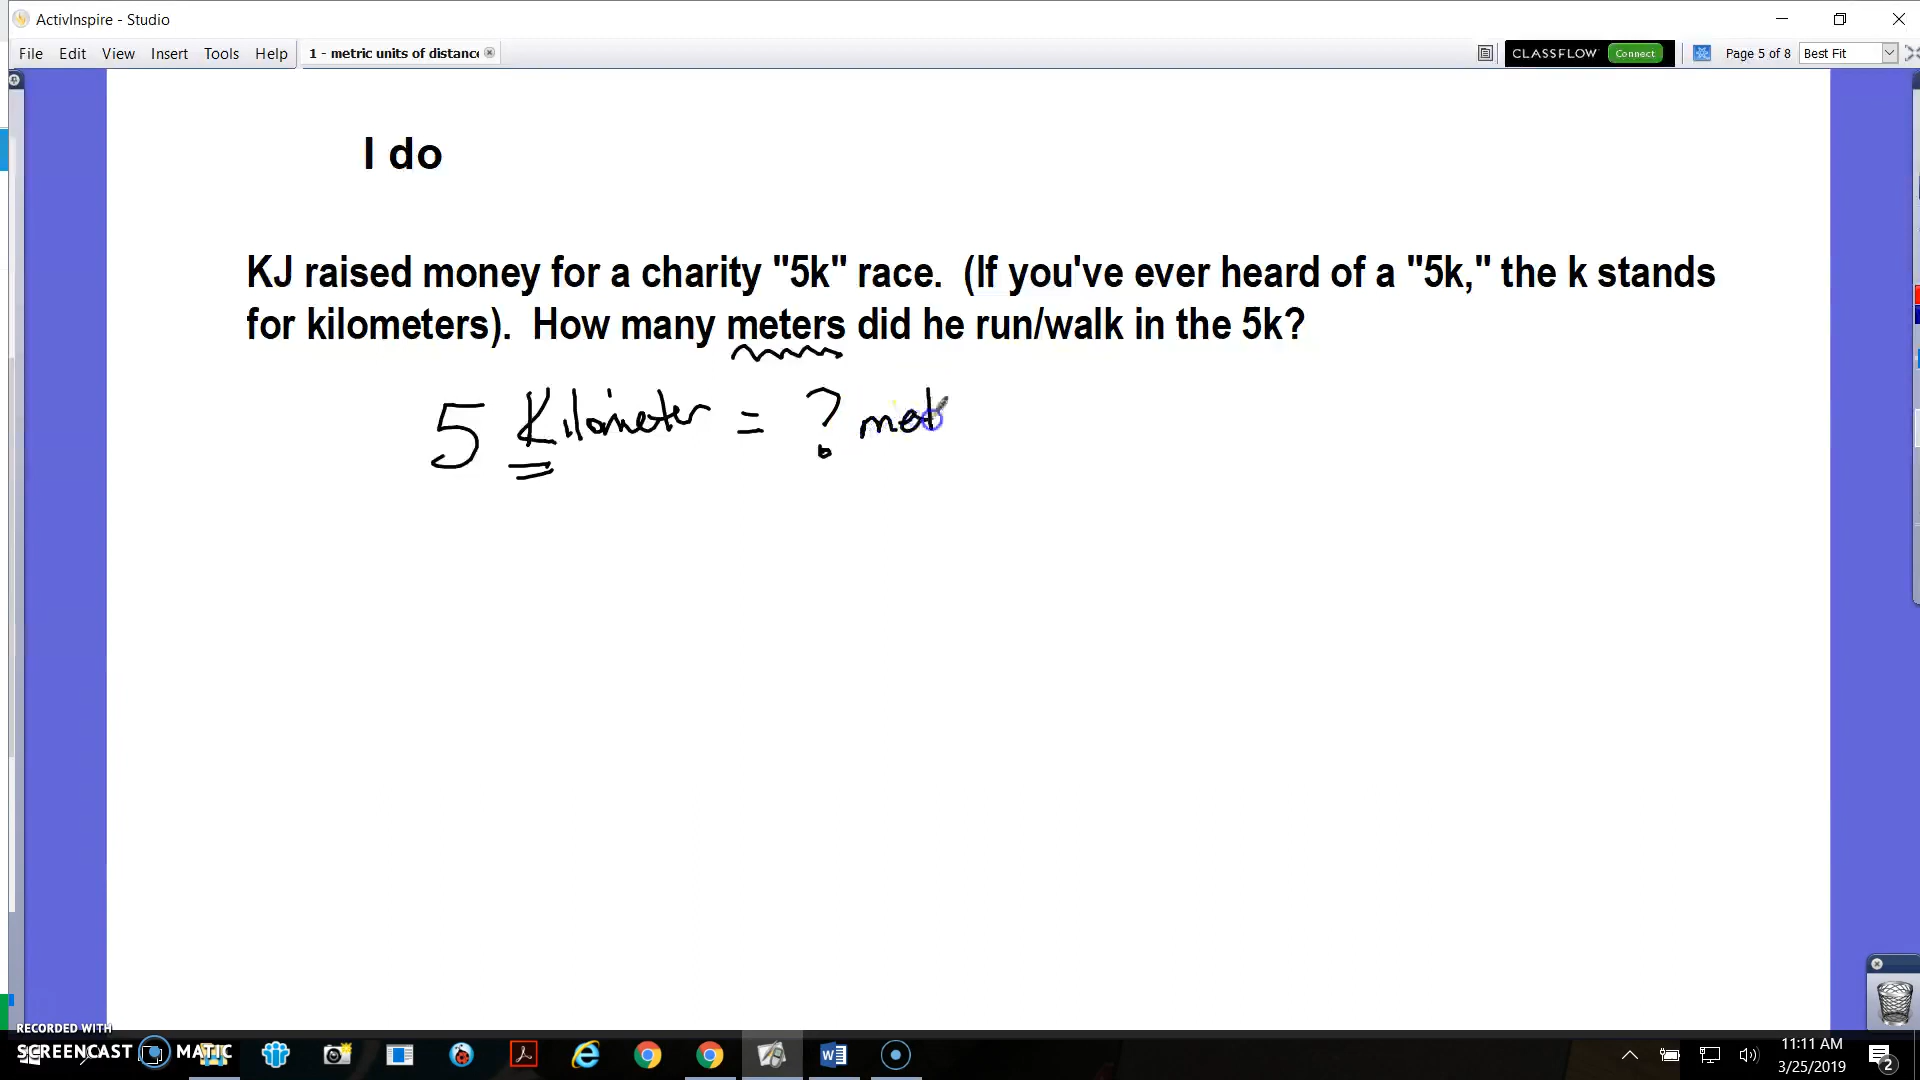 ActivInspire - Studio
File Edit View Insert Tools Help 1 - metric units of distanc CLASSFLOW Connect Page 5 of 8 Best Fit
I do
KJ raised money for a charity "5k" race. (If you've ever heard of a "5k," the k stands
for kilometers). How many meters did he run/walk in the 5k?
5 Kilometer = ? met
RECORDED WITH
SCREENCAST MATIC
11:11 AM
3/25/2019
2